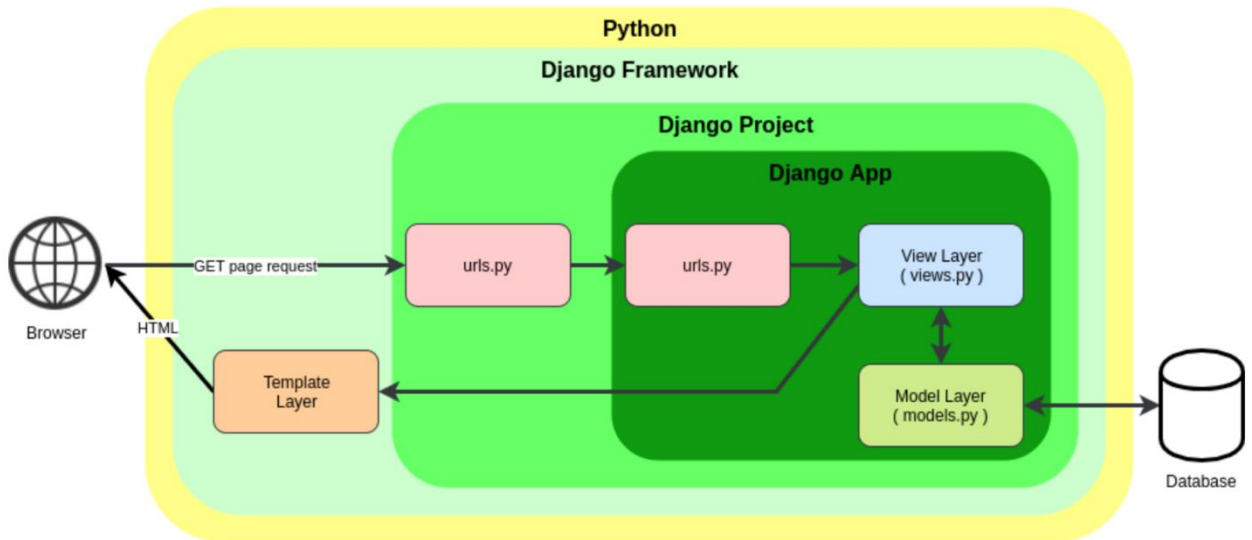 Python
Django Framework
Django Project
Django App
GET page request
urls.py
urls.py
View Layer
( views.py )
Browser
HTML
Template
Layer
Model Layer
( models.py )
Database